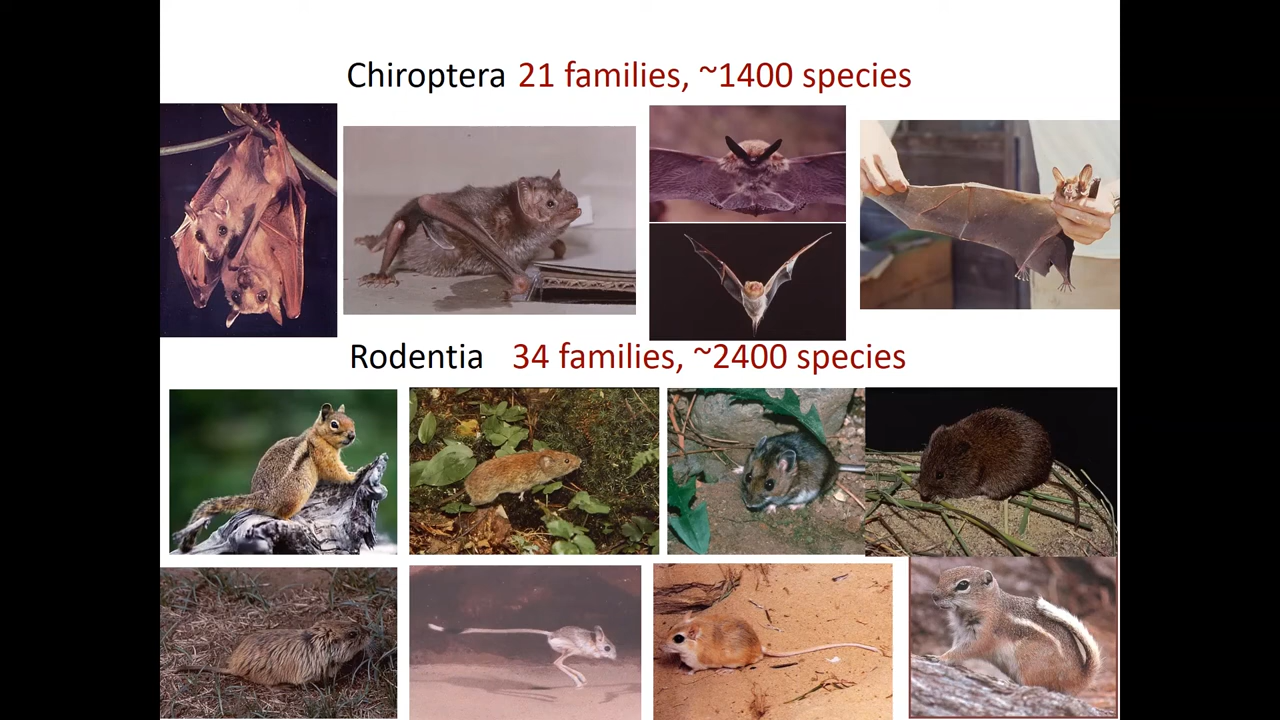 Chiroptera 21 families, ~1400 species
Rodentia 34 families, ~2400 species